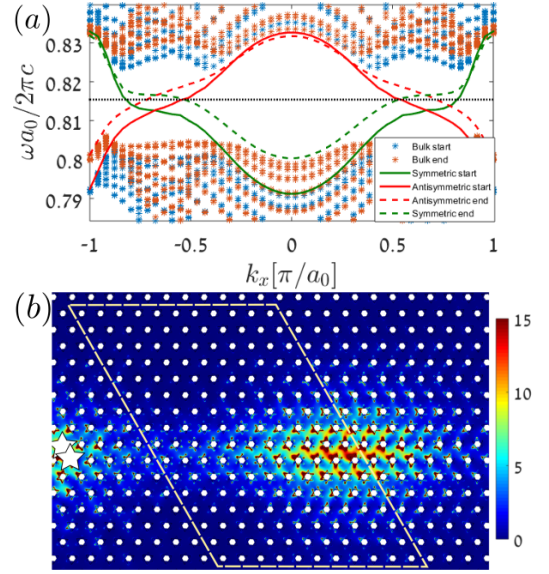 (a)
ωa₀/2πc
0.83
0.82
0.81
0.8
0.79
Bulk start
Bulk end
Symmetric start
Antisymmetric start
Antisymmetric end
Symmetric end
-1 -0.5 0 0.5 1
kₓ[π/a₀]
(b)
15
10
5
0